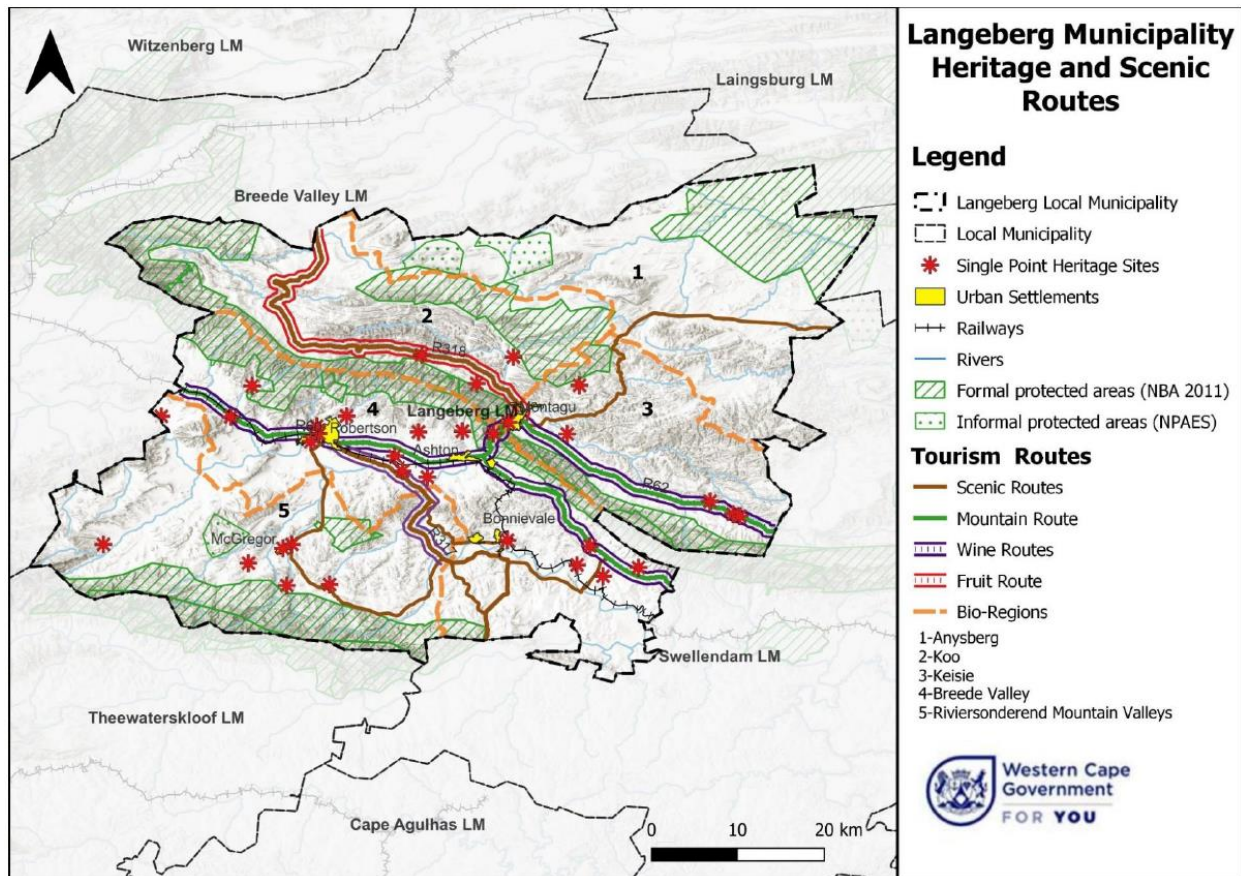 Witzenberg LM
Laingsburg LM
Breede Valley LM
1
2
R318
3
4
Langeberg LM
Montagu
Robertson
Ashton
R62
5
Bonnievale
McGregor
Swellendam LM
Theewaterskloof LM
Cape Agulhas LM
0 10 20 km
Langeberg Municipality
Heritage and Scenic
Routes
Legend
Langeberg Local Municipality
Local Municipality
Single Point Heritage Sites
Urban Settlements
Railways
Rivers
Formal protected areas (NBA 2011)
Informal protected areas (NPAES)
Tourism Routes
Scenic Routes
Mountain Route
Wine Routes
Fruit Route
Bio-Regions
1-Anysberg
2-Koo
3-Keisie
4-Breede Valley
5-Riviersonderend Mountain Valleys
Western Cape
Government
FOR YOU